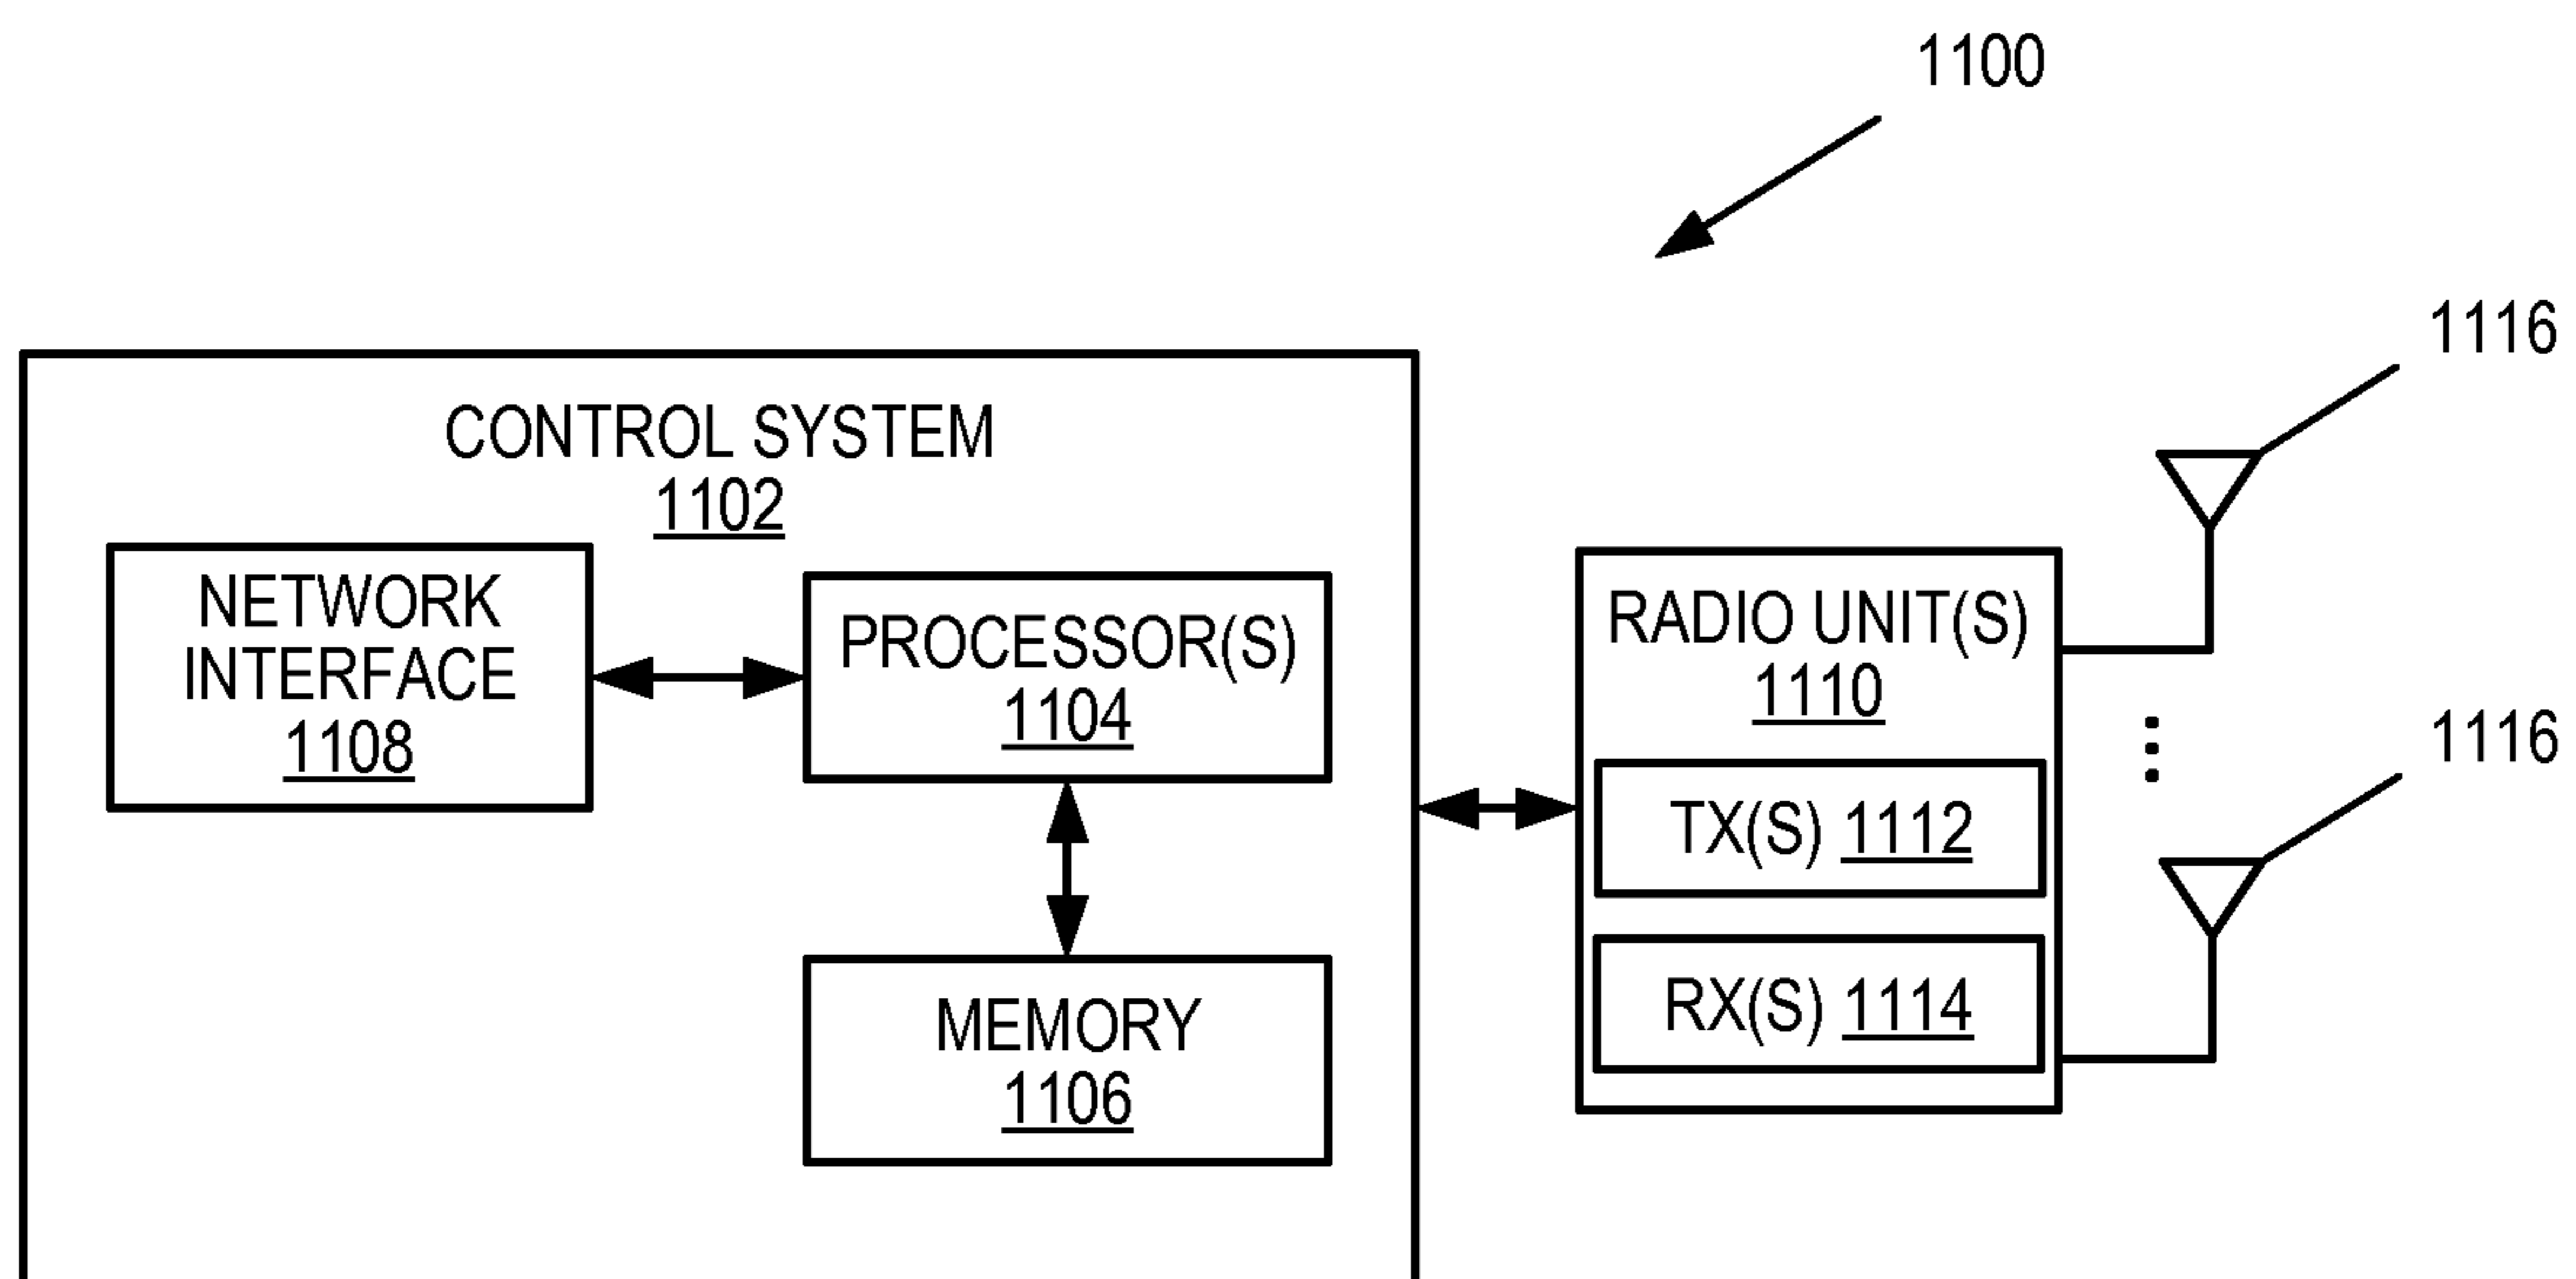 1100
1116
CONTROL SYSTEM
1102
NETWORK
INTERFACE
1108
PROCESSOR(S)
1104
MEMORY
1106
RADIO UNIT(S)
1110
TX(S) 1112
RX(S) 1114
1116